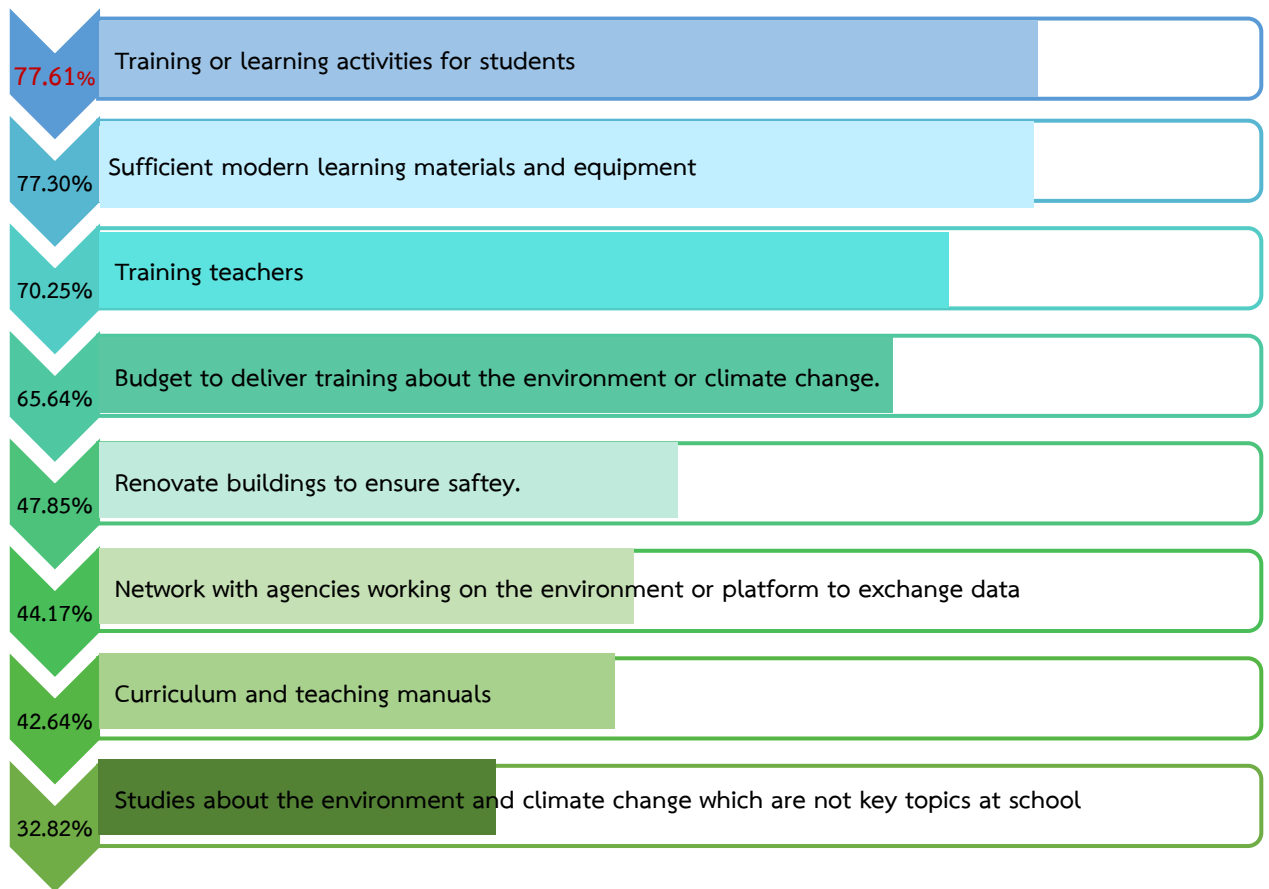 77.61% Training or learning activities for students
77.30% Sufficient modern learning materials and equipment
70.25% Training teachers
65.64% Budget to deliver training about the environment or climate change.
47.85% Renovate buildings to ensure saftey.
44.17% Network with agencies working on the environment or platform to exchange data
42.64% Curriculum and teaching manuals
32.82% Studies about the environment and climate change which are not key topics at school